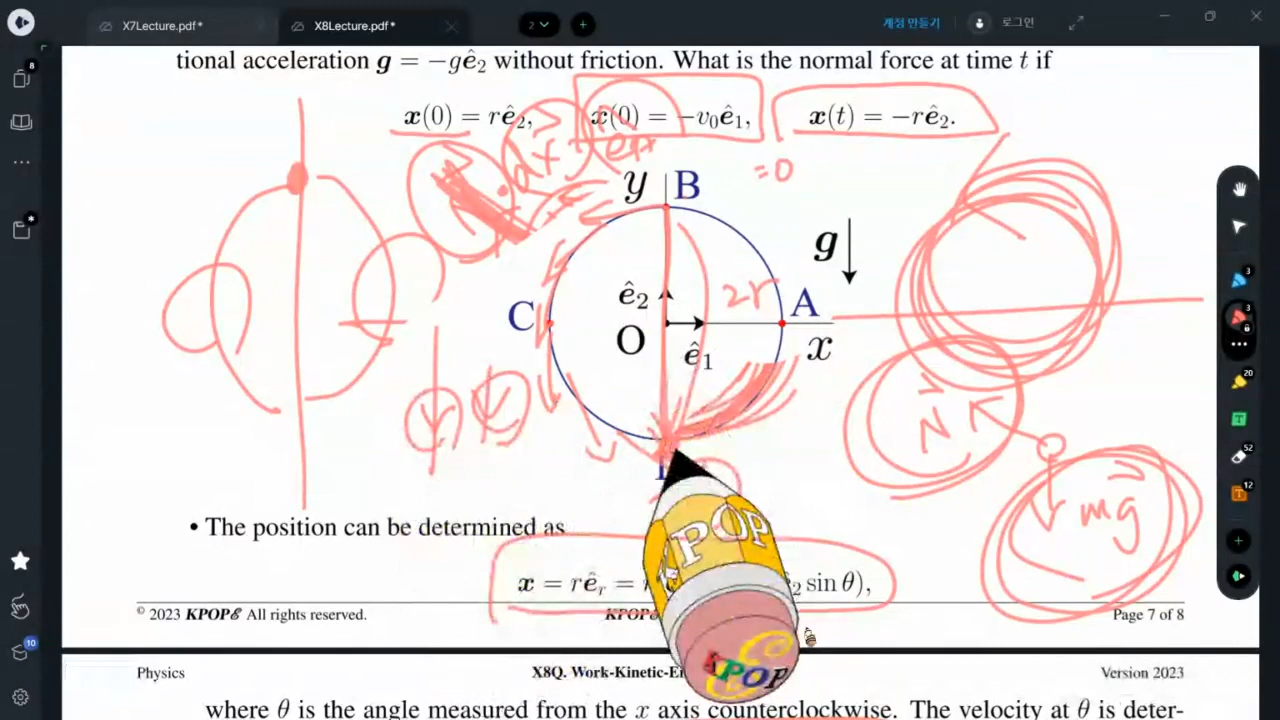 X7Lecture.pdf*
X8Lecture.pdf*
2
계정 만들기
로그인
tional acceleration g = −gê₂ without friction. What is the normal force at time t if
x(0) = rê₂, ẋ(0) = −v₀ê₁, x(t) = −rê₂.
= 0
y B
g
ê₂
2r
C
A
O
ê₁
x
N
mg
• The position can be determined as
x = rê_r =
sin θ),
© 2023 KPOPE All rights reserved.
Page 7 of 8
KPOP
KPOPE
Physics
X8Q. Work-Kinetic-
Version 2023
where θ is the angle measured from the x axis counterclockwise. The velocity at θ is deter-
8
3
3
20
52
12
10